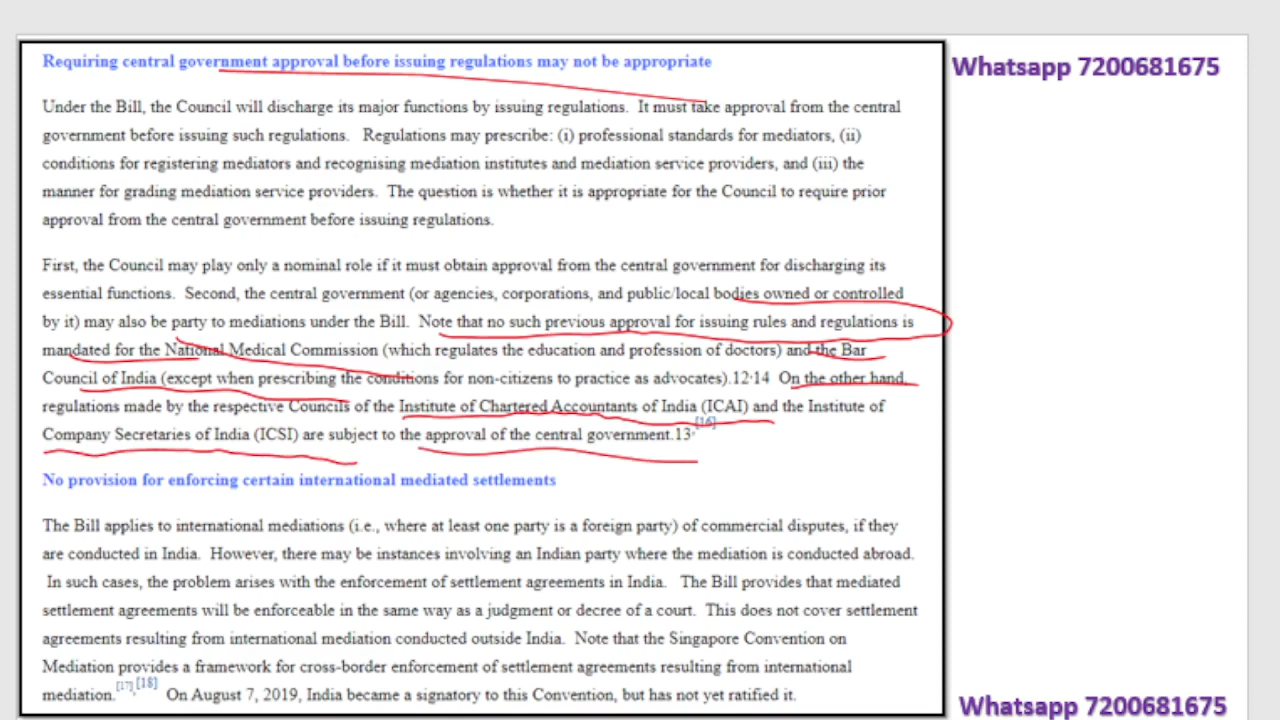 Requiring central government approval before issuing regulations may not be appropriate
Whatsapp 7200681675
Under the Bill, the Council will discharge its major functions by issuing regulations.  It must take approval from the central
government before issuing such regulations.   Regulations may prescribe: (i) professional standards for mediators, (ii)
conditions for registering mediators and recognising mediation institutes and mediation service providers, and (iii) the
manner for grading mediation service providers.  The question is whether it is appropriate for the Council to require prior
approval from the central government before issuing regulations.
First, the Council may play only a nominal role if it must obtain approval from the central government for discharging its
essential functions.  Second, the central government (or agencies, corporations, and public/local bodies owned or controlled
by it) may also be party to mediations under the Bill.  Note that no such previous approval for issuing rules and regulations is
mandated for the National Medical Commission (which regulates the education and profession of doctors) and the Bar
Council of India (except when prescribing the conditions for non-citizens to practice as advocates).12,14  On the other hand,
regulations made by the respective Councils of the Institute of Chartered Accountants of India (ICAI) and the Institute of
Company Secretaries of India (ICSI) are subject to the approval of the central government.13,[16]
No provision for enforcing certain international mediated settlements
The Bill applies to international mediations (i.e., where at least one party is a foreign party) of commercial disputes, if they
are conducted in India.  However, there may be instances involving an Indian party where the mediation is conducted abroad.
In such cases, the problem arises with the enforcement of settlement agreements in India.   The Bill provides that mediated
settlement agreements will be enforceable in the same way as a judgment or decree of a court.  This does not cover settlement
agreements resulting from international mediation conducted outside India.  Note that the Singapore Convention on
Mediation provides a framework for cross-border enforcement of settlement agreements resulting from international
mediation.[17],[18]  On August 7, 2019, India became a signatory to this Convention, but has not yet ratified it.
Whatsapp 7200681675